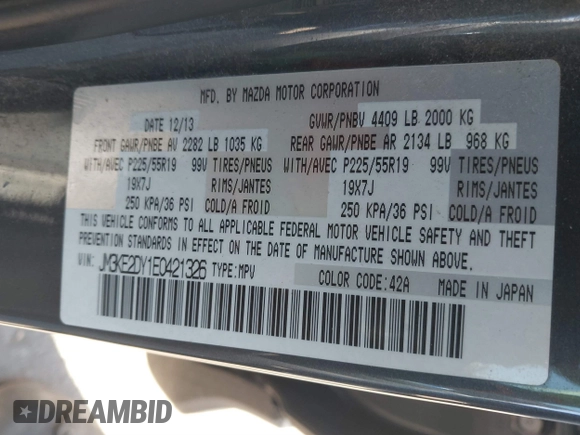 MFD. BY MAZDA MOTOR CORPORATION
DATE 12/13
GVWR/PNBV 4409 LB 2000 KG
FRONT GAWR/PNBE AV 2282 LB 1035 KG
REAR GAWR/PNBE AR 2134 LB 968 KG
WITH/AVEC P225/55R19 99V TIRES/PNEUS
WITH/AVEC P225/55R19 99V TIRES/PNEUS
19X7J RIMS/JANTES
19X7J RIMS/JANTES
250 KPA/36 PSI COLD/A FROID
250 KPA/36 PSI COLD/A FROID
THIS VEHICLE CONFORMS TO ALL APPLICABLE FEDERAL MOTOR VEHICLE SAFETY AND THEFT
PREVENTION STANDARDS IN EFFECT ON THE DATE OF MANUFACTURE SHOWN ABOVE.
VIN: JM3KE2DY1E0421326 TYPE:MPV
COLOR CODE:42A
MADE IN JAPAN
DREAMBID